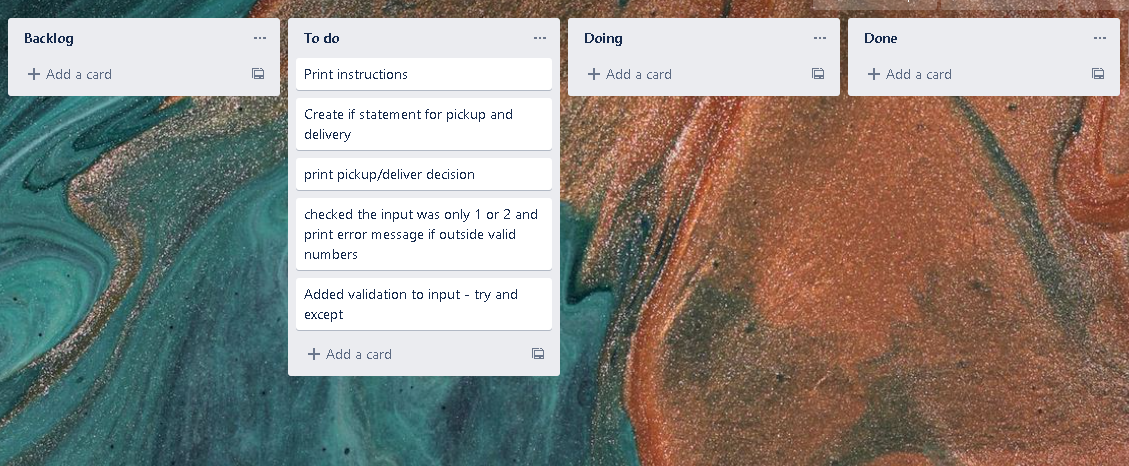 Backlog
Add a card
To do
Print instructions
Create if statement for pickup and
delivery
print pickup/deliver decision
checked the input was only 1 or 2 and
print error message if outside valid
numbers
Added validation to input - try and
except
Add a card
Doing
Add a card
Done
Add a card